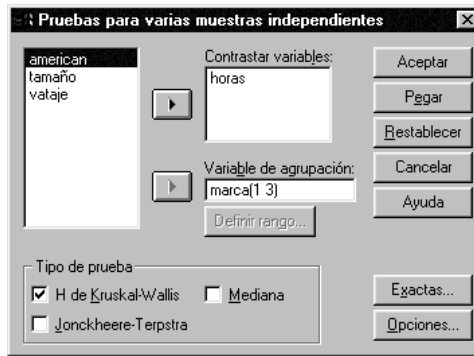 Pruebas para varias muestras independientes
american
tamaño
vataje
Contrastar variables:
horas
Variable de agrupación:
marca(1 3)
Definir rango...
Aceptar
Pegar
Restablecer
Cancelar
Ayuda
Tipo de prueba
H de Kruskal-Wallis
Mediana
Jonckheere-Terpstra
Exactas...
Opciones...